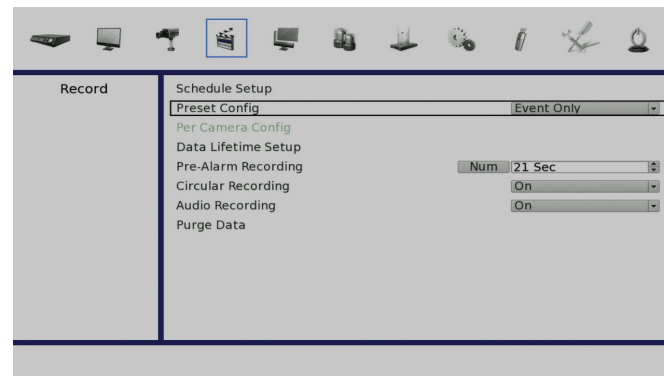 Record
Schedule Setup
Preset Config Event Only
Per Camera Config
Data Lifetime Setup
Pre-Alarm Recording Num 21 Sec
Circular Recording On
Audio Recording On
Purge Data